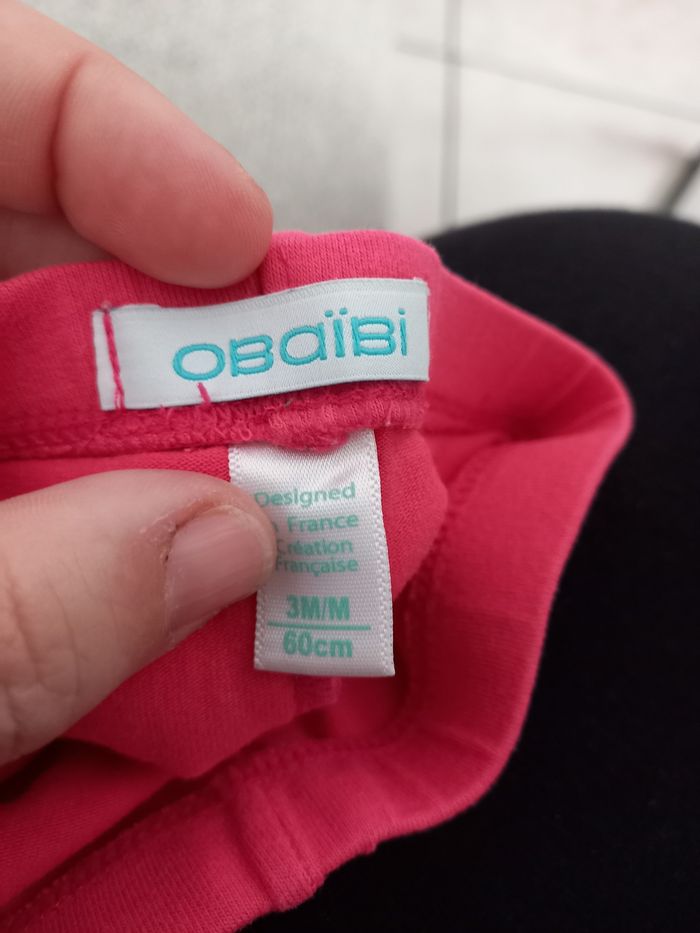 obaïbi
Designed
France
Création
Française
3M/M
60cm